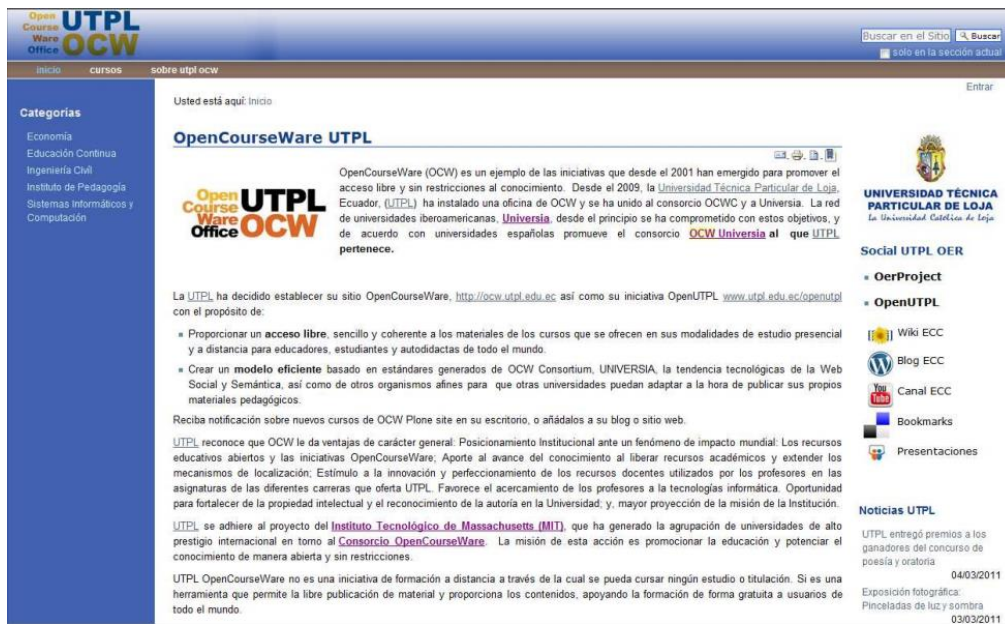 Open
Course
Ware
Office
UTPL
OCW
Buscar en el Sitio
Buscar
solo en la sección actual
inicio
cursos
sobre utpl ocw
Entrar
Categorías
Economía
Educación Continua
Ingeniería Civil
Instituto de Pedagogía
Sistemas Informáticos y
Computación
Usted está aquí: Inicio
OpenCourseWare UTPL
Open
Course
Ware
Office
UTPL
OCW
OpenCourseWare (OCW) es un ejemplo de las iniciativas que desde el 2001 han emergido para promover el
acceso libre y sin restricciones al conocimiento. Desde el 2009, la Universidad Técnica Particular de Loja,
Ecuador, (UTPL) ha instalado una oficina de OCW y se ha unido al consorcio OCWC y a Universia. La red
de universidades iberoamericanas, Universia, desde el principio se ha comprometido con estos objetivos, y
de acuerdo con universidades españolas promueve el consorcio OCW Universia al que UTPL
pertenece.
La UTPL ha decidido establecer su sitio OpenCourseWare, http://ocw.utpl.edu.ec así como su iniciativa OpenUTPL www.utpl.edu.ec/openutpl
con el propósito de:
Proporcionar un acceso libre, sencillo y coherente a los materiales de los cursos que se ofrecen en sus modalidades de estudio presencial
y a distancia para educadores, estudiantes y autodidactas de todo el mundo.
Crear un modelo eficiente basado en estándares generados de OCW Consortium, UNIVERSIA, la tendencia tecnológicas de la Web
Social y Semántica, así como de otros organismos afines para que otras universidades puedan adaptar a la hora de publicar sus propios
materiales pedagógicos.
Reciba notificación sobre nuevos cursos de OCW Plone site en su escritorio, o añádalos a su blog o sitio web.
UTPL reconoce que OCW le da ventajas de carácter general: Posicionamiento Institucional ante un fenómeno de impacto mundial: Los recursos
educativos abiertos y las iniciativas OpenCourseWare; Aporte al avance del conocimiento al liberar recursos académicos y extender los
mecanismos de localización; Estímulo a la innovación y perfeccionamiento de los recursos docentes utilizados por los profesores en las
asignaturas de las diferentes carreras que oferta UTPL. Favorece el acercamiento de los profesores a la tecnologías informática. Oportunidad
para fortalecer de la propiedad intelectual y el reconocimiento de la autoría en la Universidad; y, mayor proyección de la misión de la Institución.
UTPL se adhiere al proyecto del Instituto Tecnológico de Massachusetts (MIT), que ha generado la agrupación de universidades de alto
prestigio internacional en torno al Consorcio OpenCourseWare. La misión de esta acción es promocionar la educación y potenciar el
conocimiento de manera abierta y sin restricciones.
UTPL OpenCourseWare no es una iniciativa de formación a distancia a través de la cual se pueda cursar ningún estudio o titulación. Si es una
herramienta que permite la libre publicación de material y proporciona los contenidos, apoyando la formación de forma gratuita a usuarios de
todo el mundo.
UNIVERSIDAD TÉCNICA
PARTICULAR DE LOJA
La Universidad Católica de Loja
Social UTPL OER
OerProject
OpenUTPL
Wiki ECC
Blog ECC
You
Tube
Canal ECC
Bookmarks
Presentaciones
Noticias UTPL
UTPL entregó premios a los
ganadores del concurso de
poesía y oratoria
04/03/2011
Exposición fotográfica:
Pinceladas de luz y sombra
03/03/2011